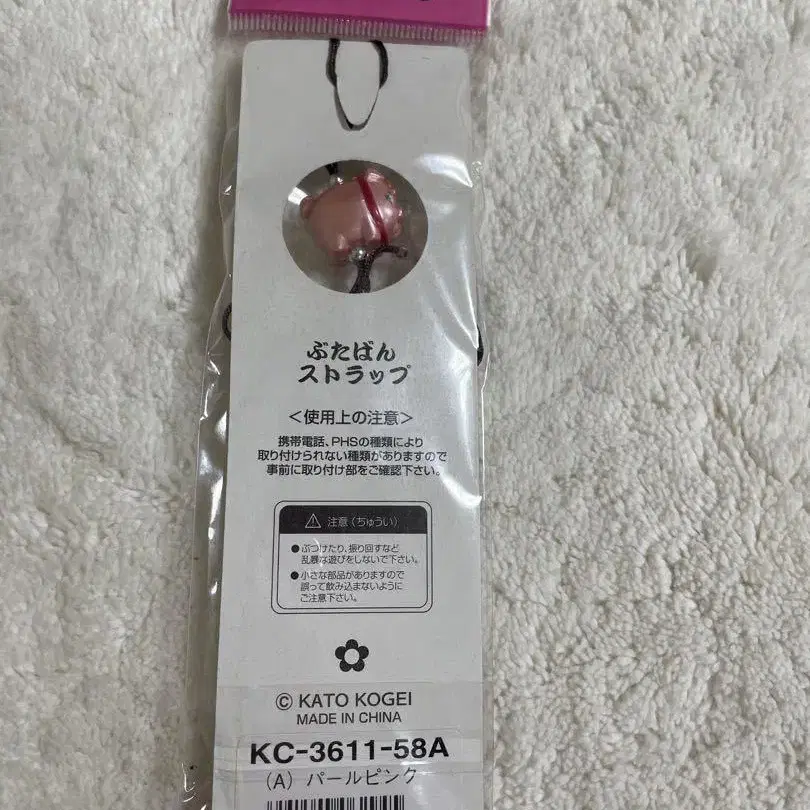 ぶたばん
ストラップ
＜使用上の注意＞
携帯電話、PHSの種類により
取り付けられない種類がありますので
事前に取り付け部をご確認下さい。
⚠ 注意（ちゅうい）
●ぶつけたり、振り回すなど
乱暴な遊びをしないで下さい。
●小さな部品がありますので
誤って飲み込まないように
ご注意下さい。
© KATO KOGEI
MADE IN CHINA
KC-3611-58A
(A) パールピンク